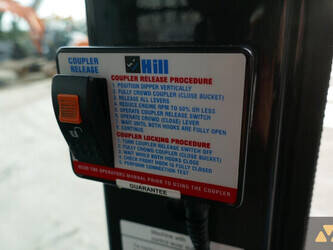 COUPLER
RELEASE
Hill
COUPLER RELEASE PROCEDURE
1. POSITION DIPPER VERTICALLY
2. FULLY CROWD COUPLER (CLOSE BUCKET)
3. RELEASE ALL LEVERS
4. REDUCE ENGINE RPM TO 50% OR LESS
5. OPERATE COUPLER RELEASE SWITCH
6. OPERATE CROWD (CLOSE) LEVER
7. WAIT UNTIL BOTH HOOKS ARE FULLY OPEN
8. CONTINUE
COUPLER LOCKING PROCEDURE
1. TURN COUPLER RELEASE SWITCH OFF
2. FULLY CROWD COUPLER (CLOSE BUCKET)
3. WAIT WHILE BOTH HOOKS CLOSE
4. CHECK FRONT HOOK IS FULLY CLOSED
5. PERFORM CONNECTION TEST
READ THE OPERATORS MANUAL PRIOR TO USING THE COUPLER
GUARANTEE